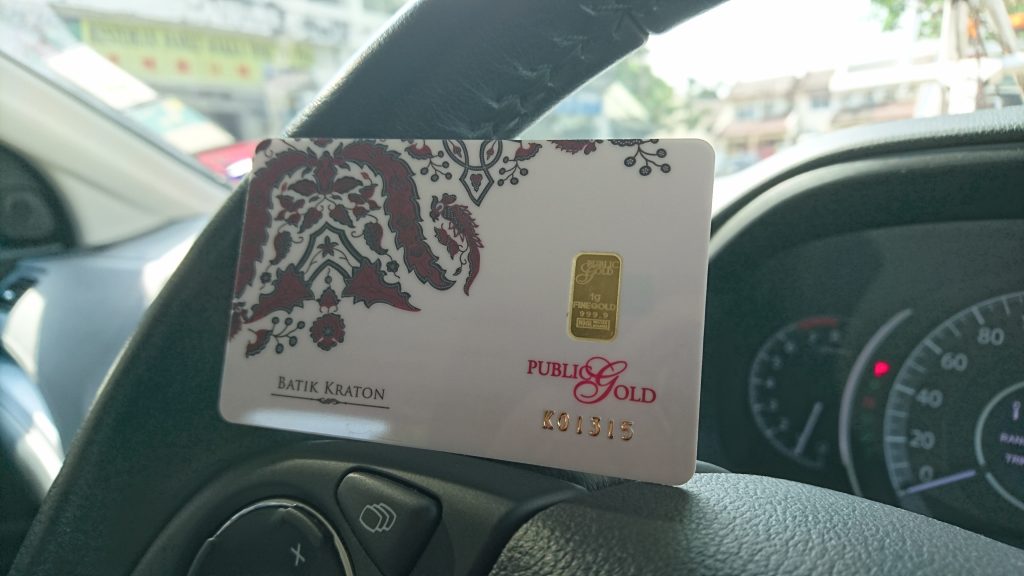 PUBLIC
GOLD
1g
FINE GOLD
999.9
BATIK KRATON
PUBLIC GOLD
K01315
80
60
40
20
0